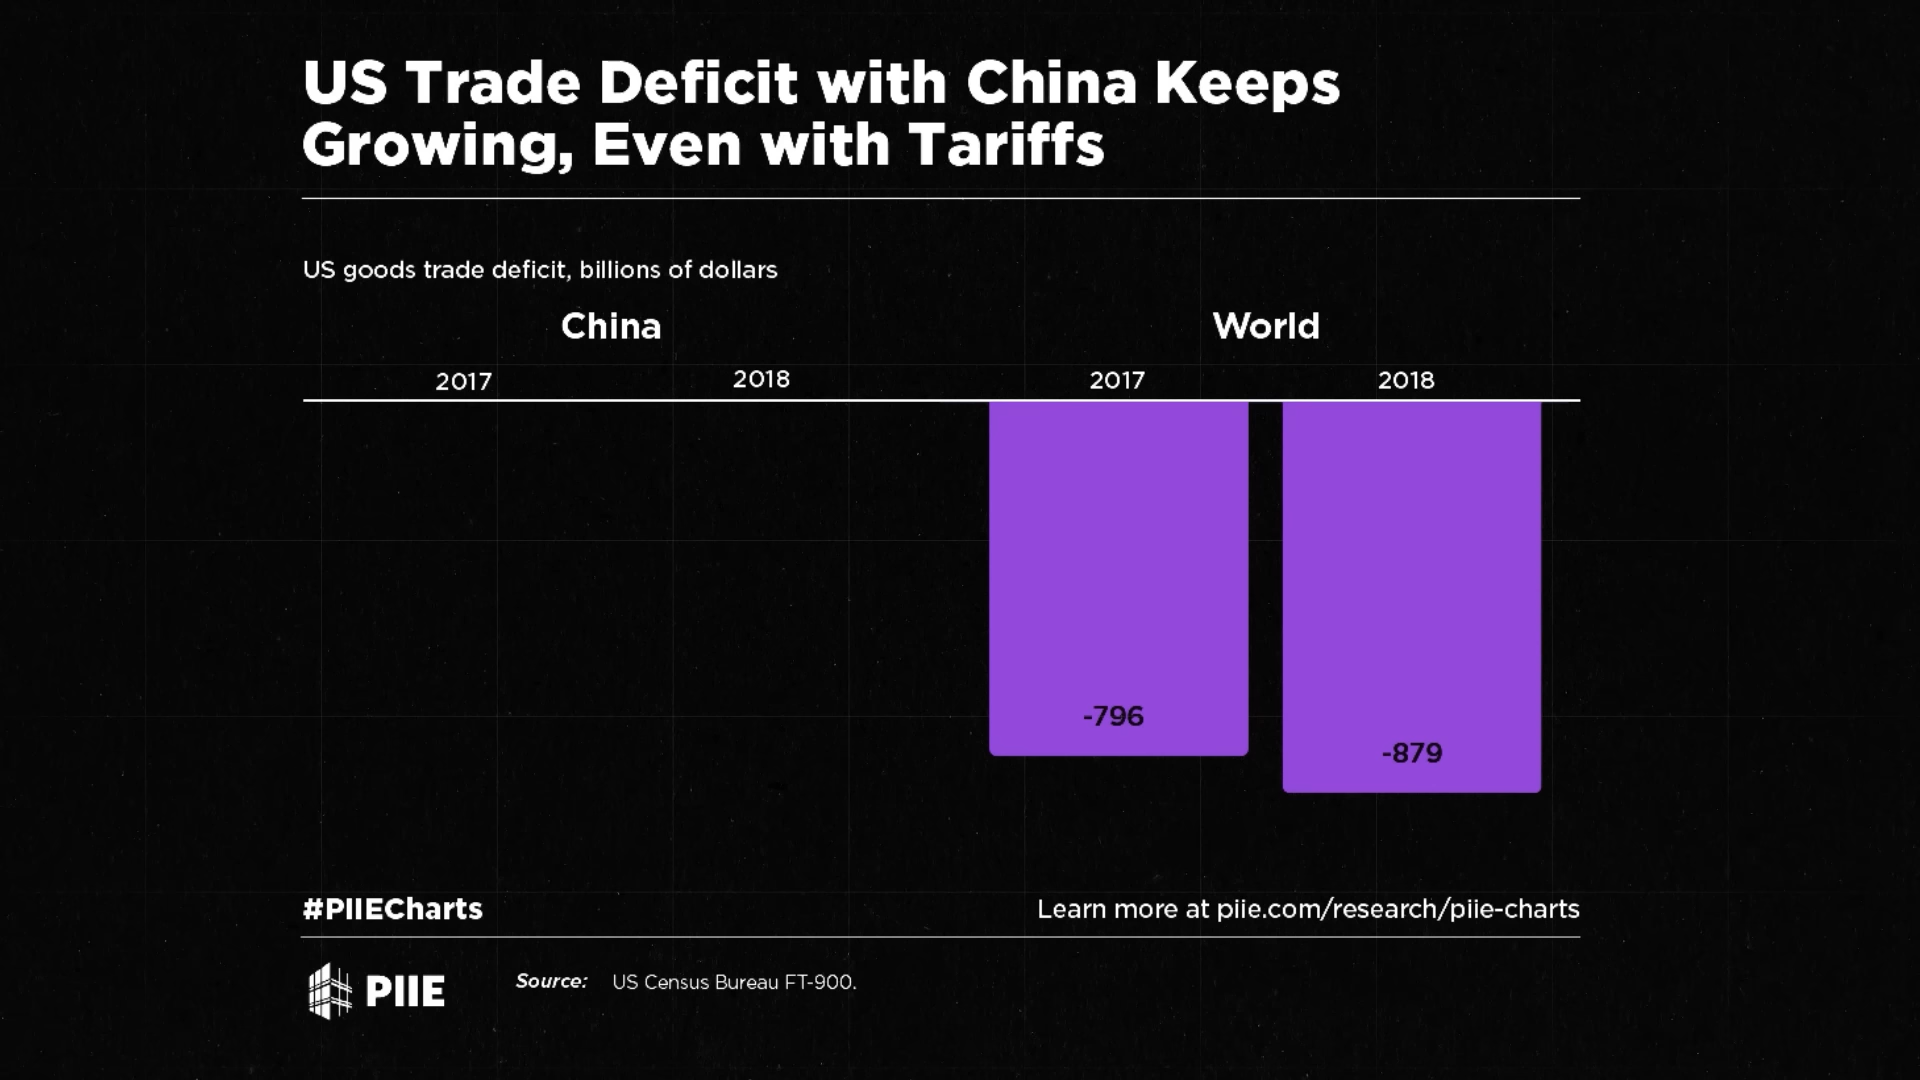 US Trade Deficit with China Keeps
Growing, Even with Tariffs
US goods trade deficit, billions of dollars
China
World
2017
2018
2017
2018
-796
-879
#PIIECharts
Learn more at piie.com/research/piie-charts
PIIE
Source: US Census Bureau FT-900.